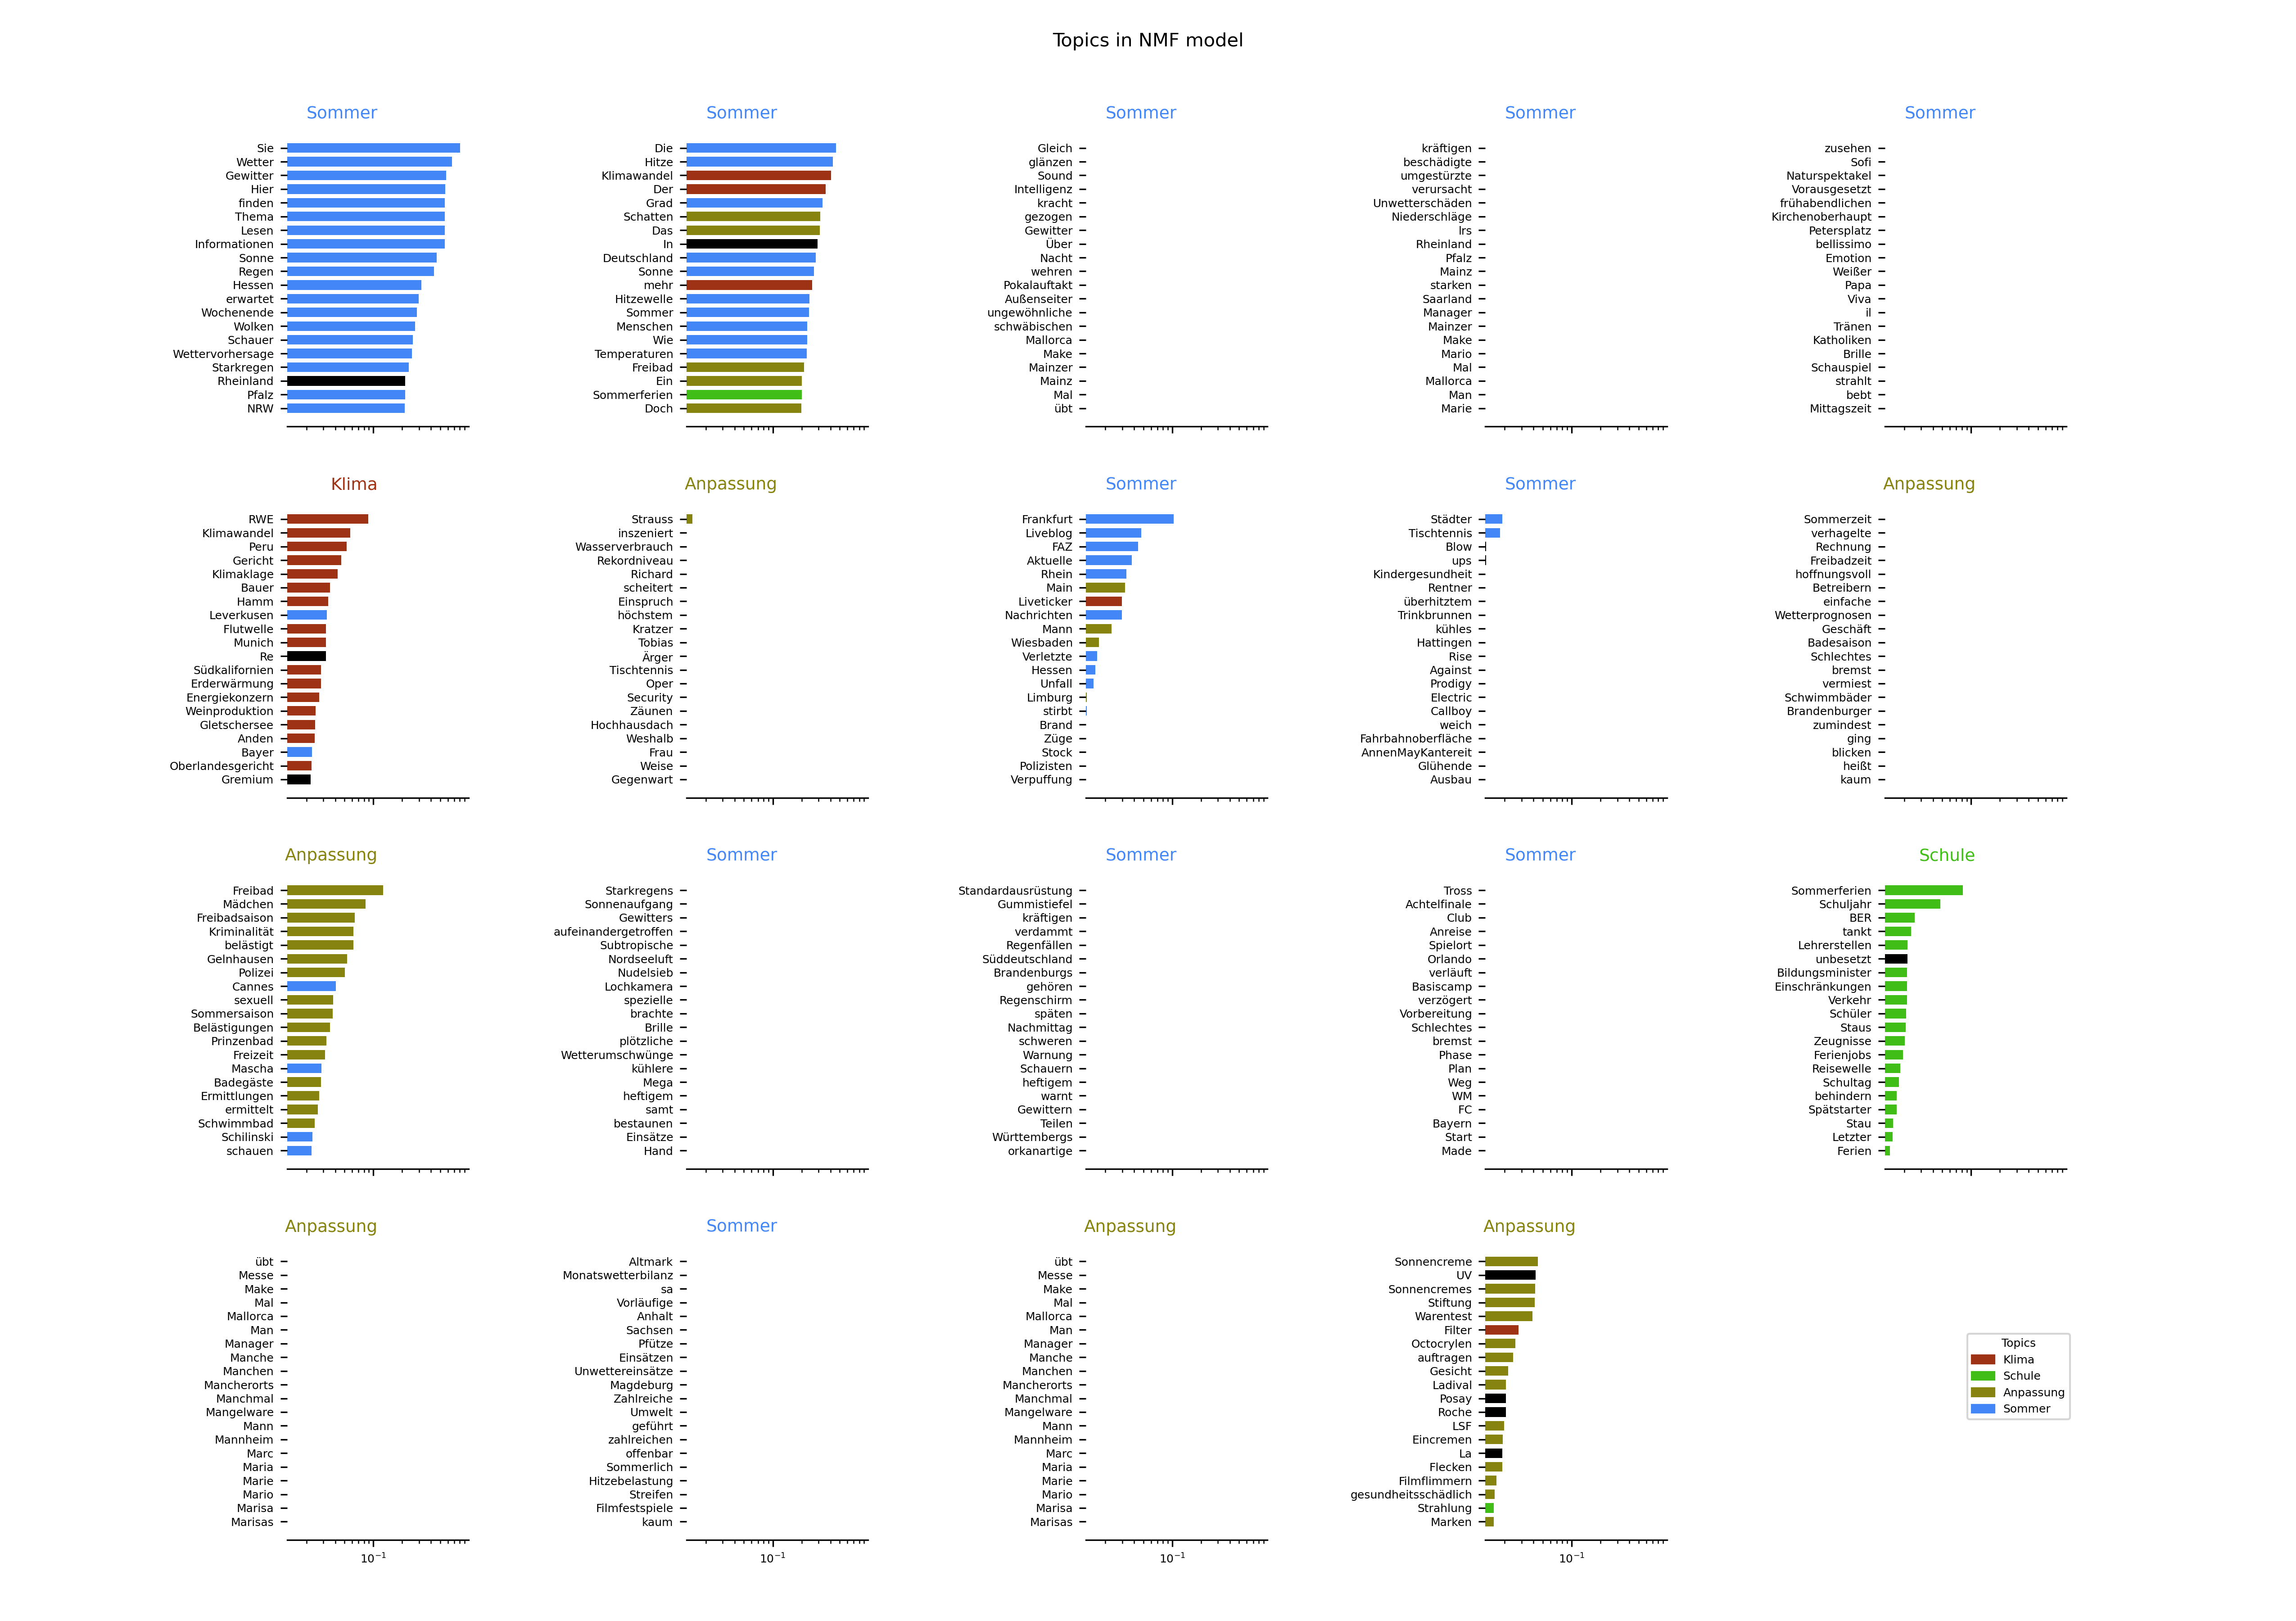 Topics in NMF model
Sommer
Sie
Wetter
Gewitter
Hier
finden
Thema
Lesen
Informationen
Sonne
Regen
Hessen
erwartet
Wochenende
Wolken
Schauer
Wettervorhersage
Starkregen
Rheinland
Pfalz
NRW
Sommer
Die
Hitze
Klimawandel
Der
Grad
Schatten
Das
In
Deutschland
Sonne
mehr
Hitzewelle
Sommer
Menschen
Wie
Temperaturen
Freibad
Ein
Sommerferien
Doch
Sommer
Gleich
glänzen
Sound
Intelligenz
kracht
gezogen
Gewitter
Über
Nacht
wehren
Pokalauftakt
Außenseiter
ungewöhnliche
schwäbischen
Mallorca
Make
Mainzer
Mainz
Mal
übt
Sommer
kräftigen
beschädigte
umgestürzte
verursacht
Unwetterschäden
Niederschläge
Irs
Rheinland
Pfalz
Mainz
starken
Saarland
Manager
Mainzer
Make
Mario
Mal
Mallorca
Man
Marie
Sommer
zusehen
Sofi
Naturspektakel
Vorausgesetzt
frühabendlichen
Kirchenoberhaupt
Petersplatz
bellissimo
Emotion
Weißer
Papa
Viva
il
Tränen
Katholiken
Brille
Schauspiel
strahlt
bebt
Mittagszeit
Klima
RWE
Klimawandel
Peru
Gericht
Klimaklage
Bauer
Hamm
Leverkusen
Flutwelle
Munich
Re
Südkalifornien
Erderwärmung
Energiekonzern
Weinproduktion
Gletschersee
Anden
Bayer
Oberlandesgericht
Gremium
Anpassung
Strauss
inszeniert
Wasserverbrauch
Rekordniveau
Richard
scheitert
Einspruch
höchstem
Kratzer
Tobias
Ärger
Tischtennis
Oper
Security
Zäunen
Hochhausdach
Weshalb
Frau
Weise
Gegenwart
Sommer
Frankfurt
Liveblog
FAZ
Aktuelle
Rhein
Main
Liveticker
Nachrichten
Mann
Wiesbaden
Verletzte
Hessen
Unfall
Limburg
stirbt
Brand
Züge
Stock
Polizisten
Verpuffung
Sommer
Städter
Tischtennis
Blow
ups
Kindergesundheit
Rentner
überhitztem
Trinkbrunnen
kühles
Hattingen
Rise
Against
Prodigy
Electric
Callboy
weich
Fahrbahnoberfläche
AnnenMayKantereit
Glühende
Ausbau
Anpassung
Sommerzeit
verhagelte
Rechnung
Freibadzeit
hoffnungsvoll
Betreibern
einfache
Wetterprognosen
Geschäft
Badesaison
Schlechtes
bremst
vermiest
Schwimmbäder
Brandenburger
zumindest
ging
blicken
heißt
kaum
Anpassung
Freibad
Mädchen
Freibadsaison
Kriminalität
belästigt
Gelnhausen
Polizei
Cannes
sexuell
Sommersaison
Belästigungen
Prinzenbad
Freizeit
Mascha
Badegäste
Ermittlungen
ermittelt
Schwimmbad
Schilinski
schauen
Sommer
Starkregens
Sonnenaufgang
Gewitters
aufeinandergetroffen
Subtropische
Nordseeluft
Nudelsieb
Lochkamera
spezielle
brachte
Brille
plötzliche
Wetterumschwünge
kühlere
Mega
heftigem
samt
bestaunen
Einsätze
Hand
Sommer
Standardausrüstung
Gummistiefel
kräftigen
verdammt
Regenfällen
Süddeutschland
Brandenburgs
gehören
Regenschirm
späten
Nachmittag
schweren
Warnung
Schauern
heftigem
warnt
Gewittern
Teilen
Württembergs
orkanartige
Sommer
Tross
Achtelfinale
Club
Anreise
Spielort
Orlando
verläuft
Basiscamp
verzögert
Vorbereitung
Schlechtes
bremst
Phase
Plan
Weg
WM
FC
Bayern
Start
Made
Schule
Sommerferien
Schuljahr
BER
tankt
Lehrerstellen
unbesetzt
Bildungsminister
Einschränkungen
Verkehr
Schüler
Staus
Zeugnisse
Ferienjobs
Reisewelle
Schultag
behindern
Spätstarter
Stau
Letzter
Ferien
Anpassung
übt
Messe
Make
Mal
Mallorca
Man
Manager
Manche
Manchen
Mancherorts
Manchmal
Mangelware
Mann
Mannheim
Marc
Maria
Marie
Mario
Marisa
Marisas
10⁻¹
Sommer
Altmark
Monatswetterbilanz
sa
Vorläufige
Anhalt
Sachsen
Pfütze
Einsätzen
Unwettereinsätze
Magdeburg
Zahlreiche
Umwelt
geführt
zahlreichen
offenbar
Sommerlich
Hitzebelastung
Streifen
Filmfestspiele
kaum
10⁻¹
Anpassung
übt
Messe
Make
Mal
Mallorca
Man
Manager
Manche
Manchen
Mancherorts
Manchmal
Mangelware
Mann
Mannheim
Marc
Maria
Marie
Mario
Marisa
Marisas
10⁻¹
Anpassung
Sonnencreme
UV
Sonnencremes
Stiftung
Warentest
Filter
Octocrylen
auftragen
Gesicht
Ladival
Posay
Roche
LSF
Eincremen
La
Flecken
Filmflimmern
gesundheitsschädlich
Strahlung
Marken
10⁻¹
Topics
Klima
Schule
Anpassung
Sommer